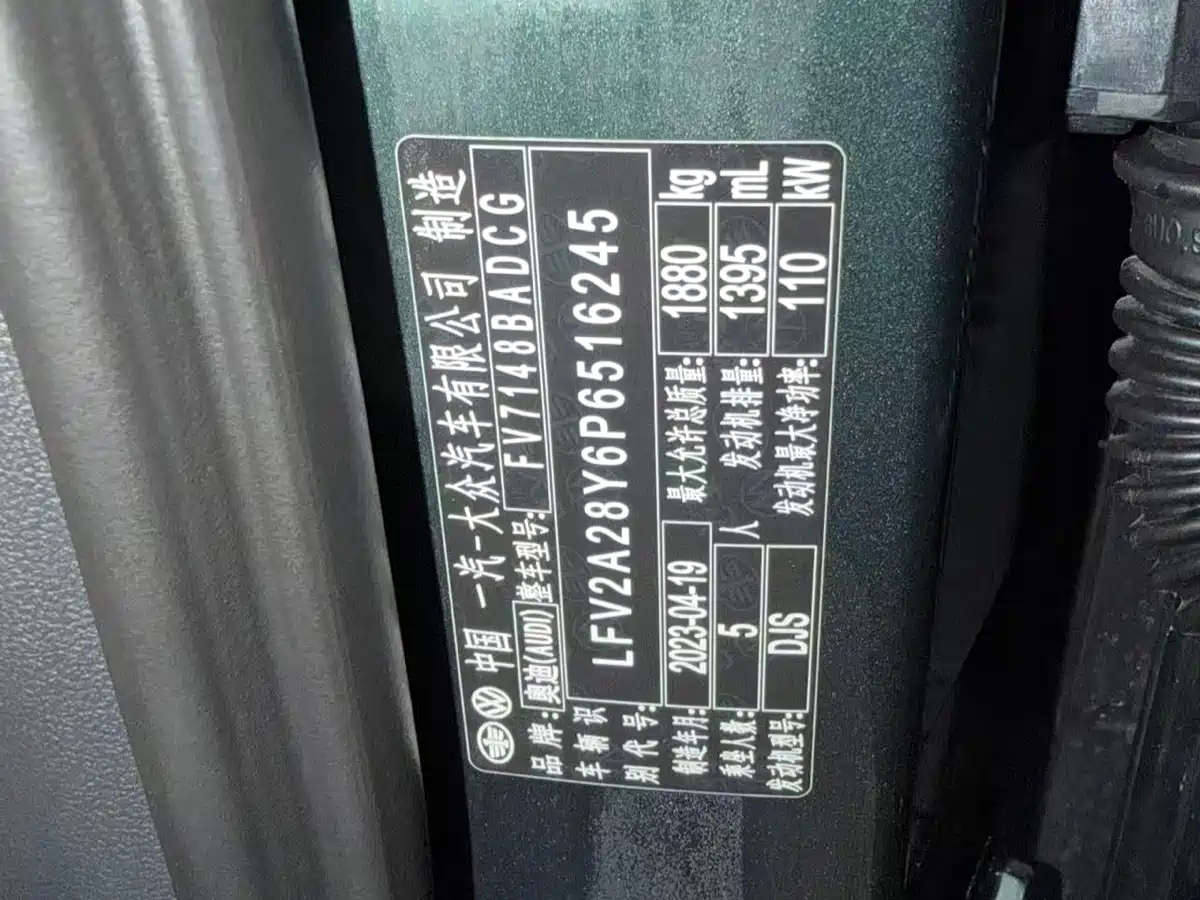 中国 一汽-大众汽车有限公司 制造
品牌: 奥迪(AUDI) 整车型号: FV7148BADCG
车辆识别代号: LFV2A28Y6P6516245
制造年月: 2023-04-19 最大允许总质量: 1880 kg
乘坐人数: 5 人 发动机排量: 1395 mL
发动机型号: DJS 发动机最大净功率: 110 kW